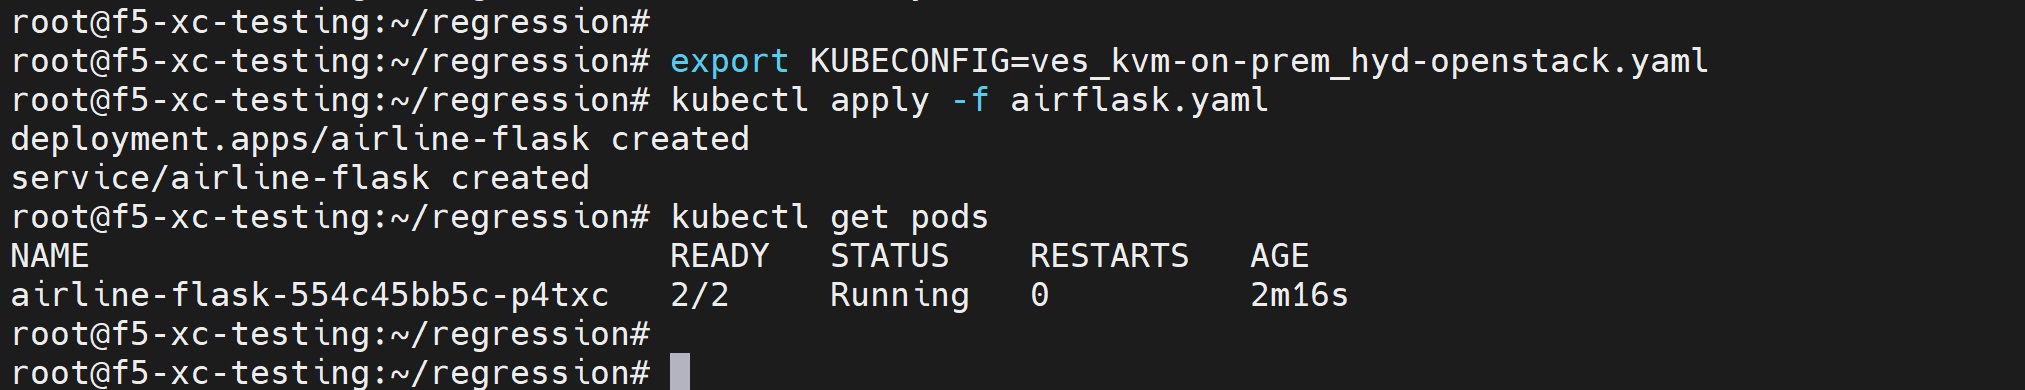 root@f5-xc-testing:~/regression#
root@f5-xc-testing:~/regression# export KUBECONFIG=ves_kvm-on-prem_hyd-openstack.yaml
root@f5-xc-testing:~/regression# kubectl apply -f airflask.yaml
deployment.apps/airline-flask created
service/airline-flask created
root@f5-xc-testing:~/regression# kubectl get pods
NAME                             READY   STATUS    RESTARTS   AGE
airline-flask-554c45bb5c-p4txc   2/2     Running   0          2m16s
root@f5-xc-testing:~/regression#
root@f5-xc-testing:~/regression#